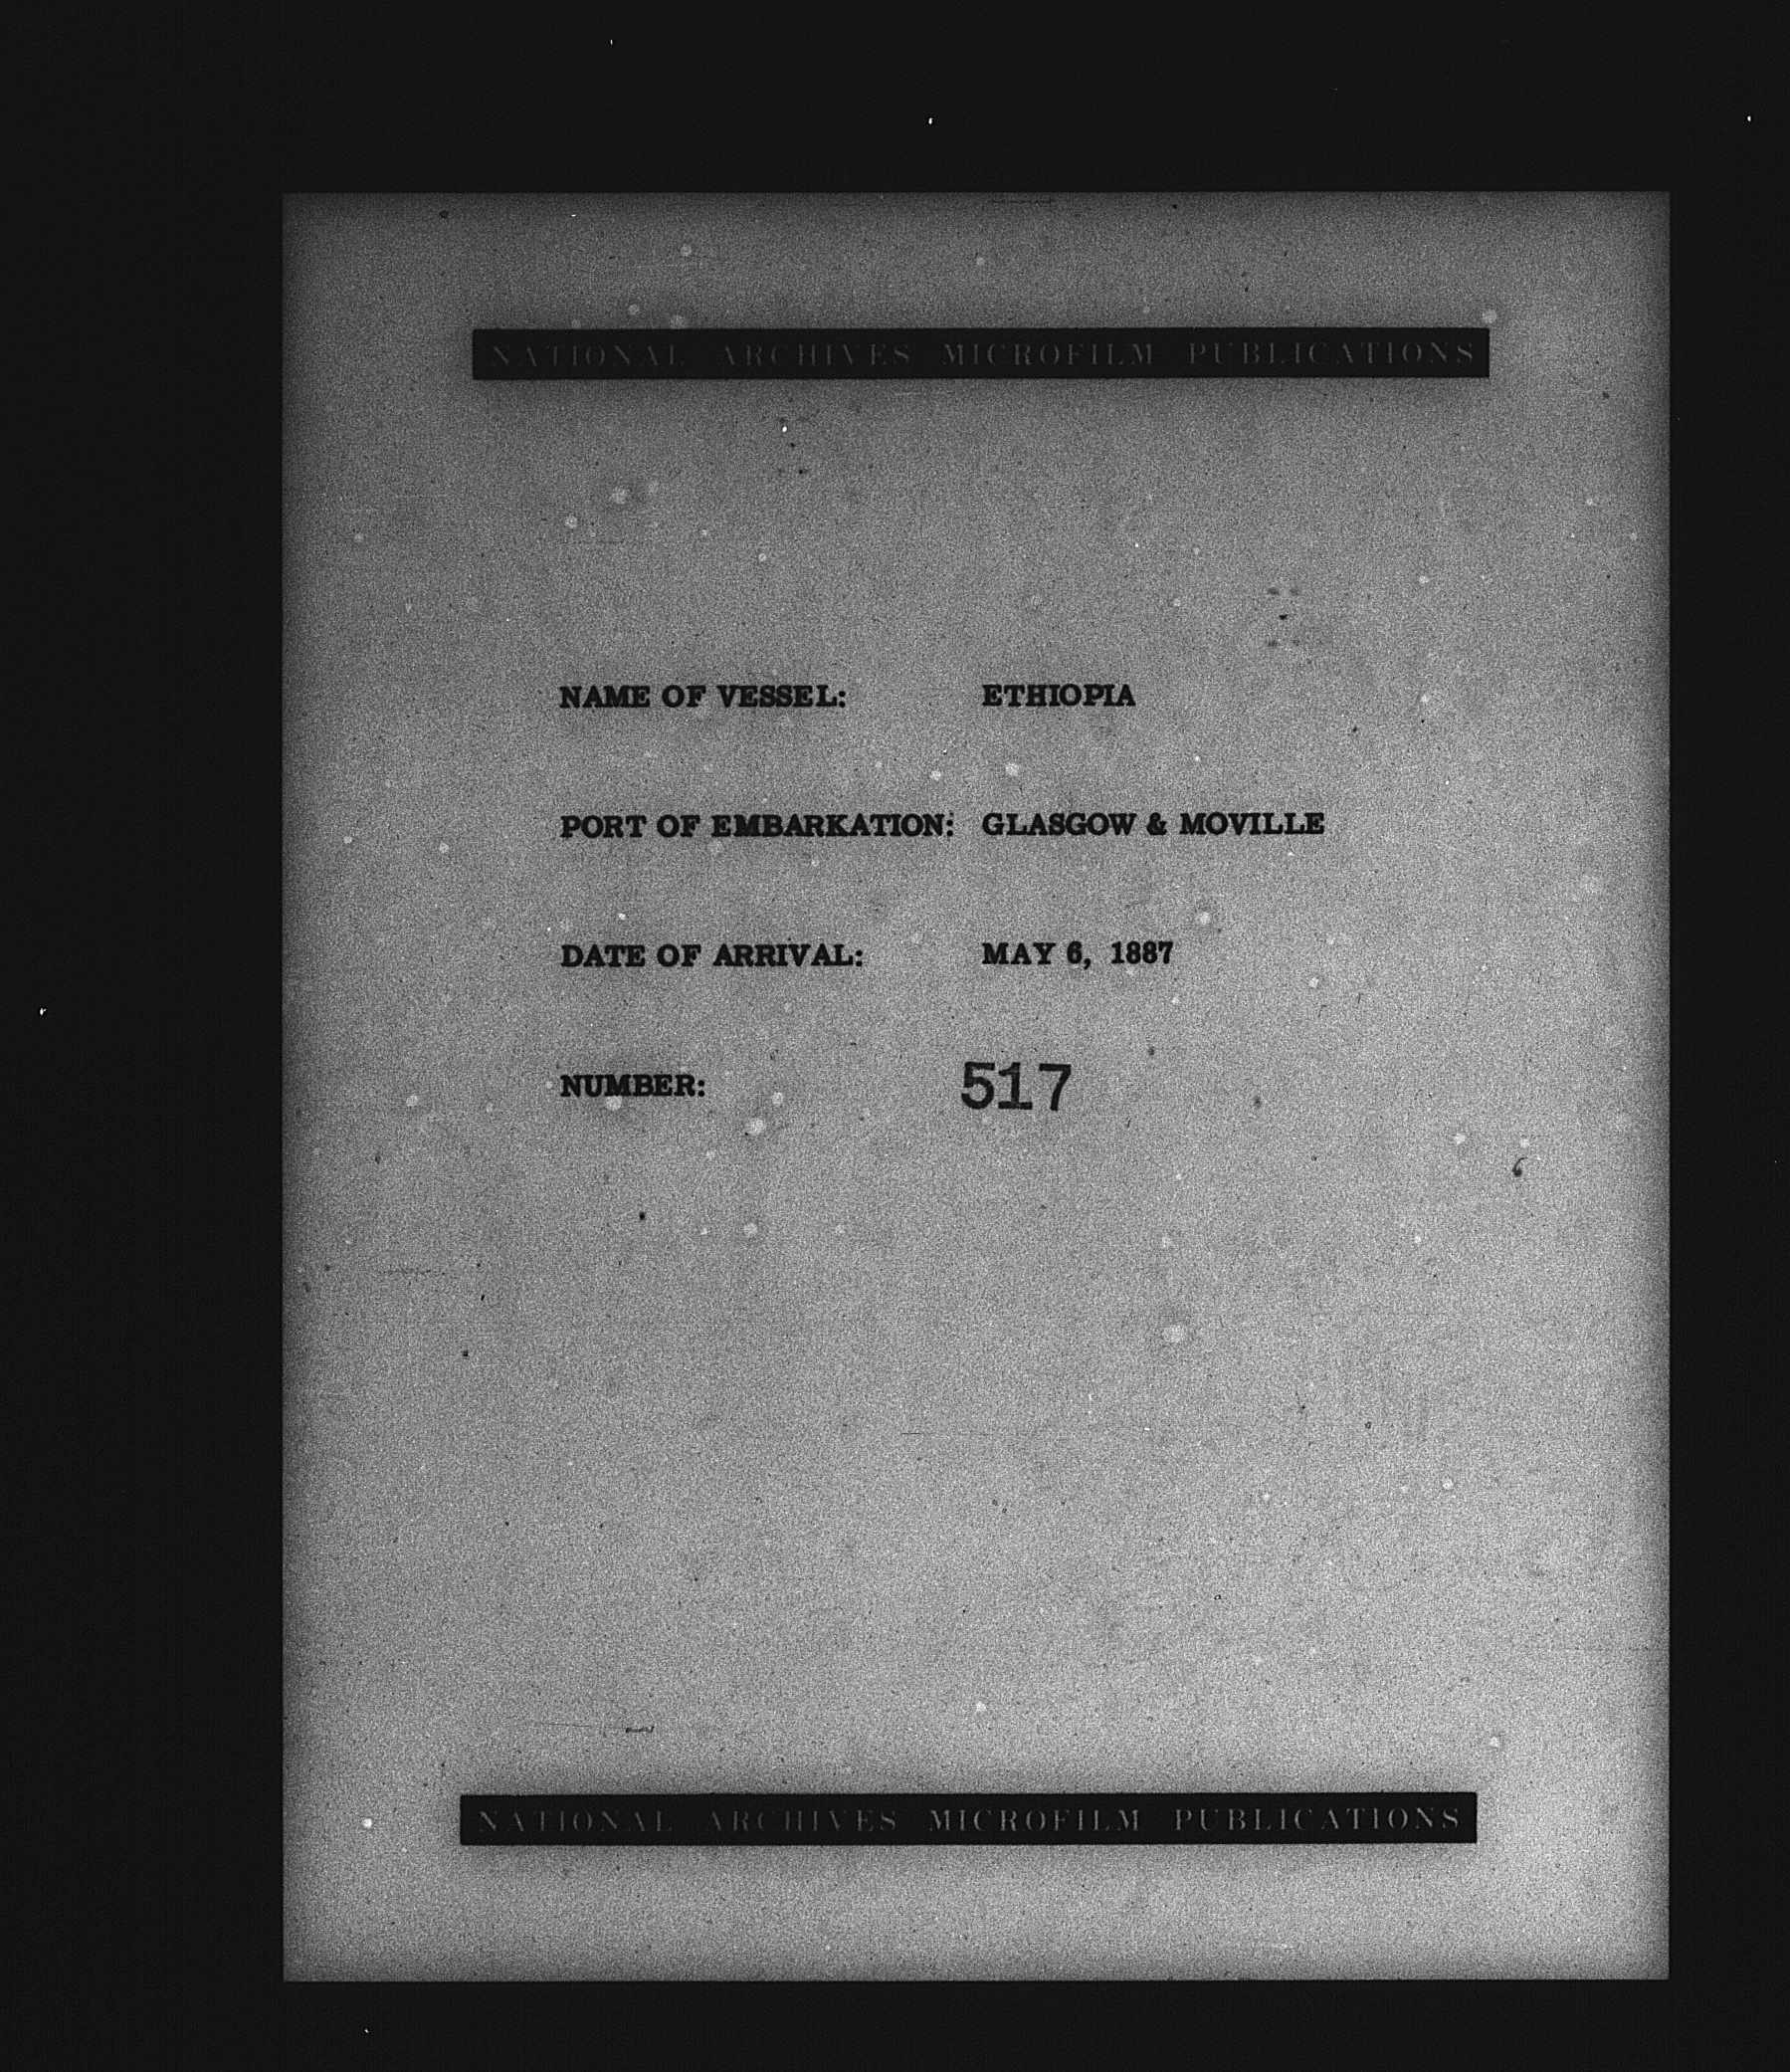 NATIONAL ARCHIVES MICROFILM PUBLICATIONS
NAME OF VESSEL: ETHIOPIA
PORT OF EMBARKATION: GLASGOW & MOVILLE
DATE OF ARRIVAL: MAY 6, 1887
NUMBER: 517
NATIONAL ARCHIVES MICROFILM PUBLICATIONS